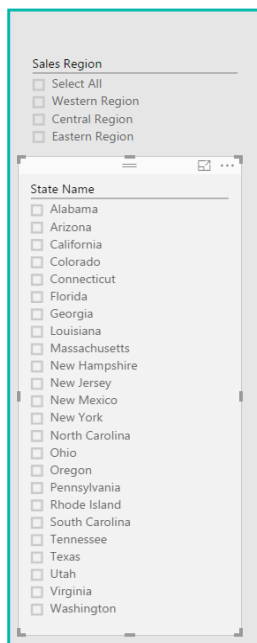 Sales Region
Select All
Western Region
Central Region
Eastern Region
State Name
Alabama
Arizona
California
Colorado
Connecticut
Florida
Georgia
Louisiana
Massachusetts
New Hampshire
New Jersey
New Mexico
New York
North Carolina
Ohio
Oregon
Pennsylvania
Rhode Island
South Carolina
Tennessee
Texas
Utah
Virginia
Washington